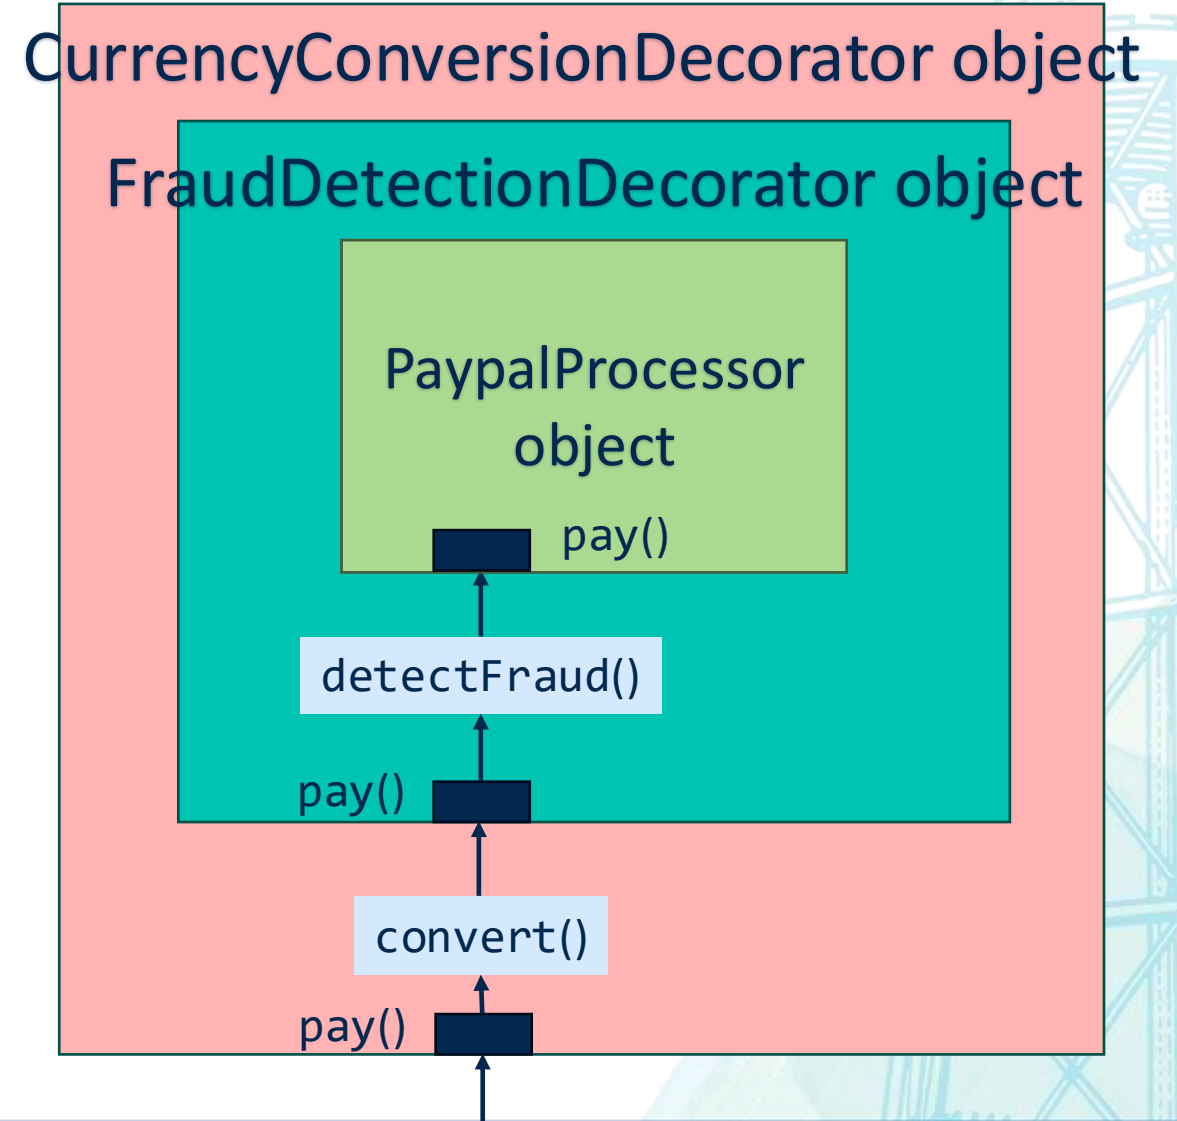 CurrencyConversionDecorator object
FraudDetectionDecorator object
PaypalProcessor
object
pay()
detectFraud()
pay()
convert()
pay()